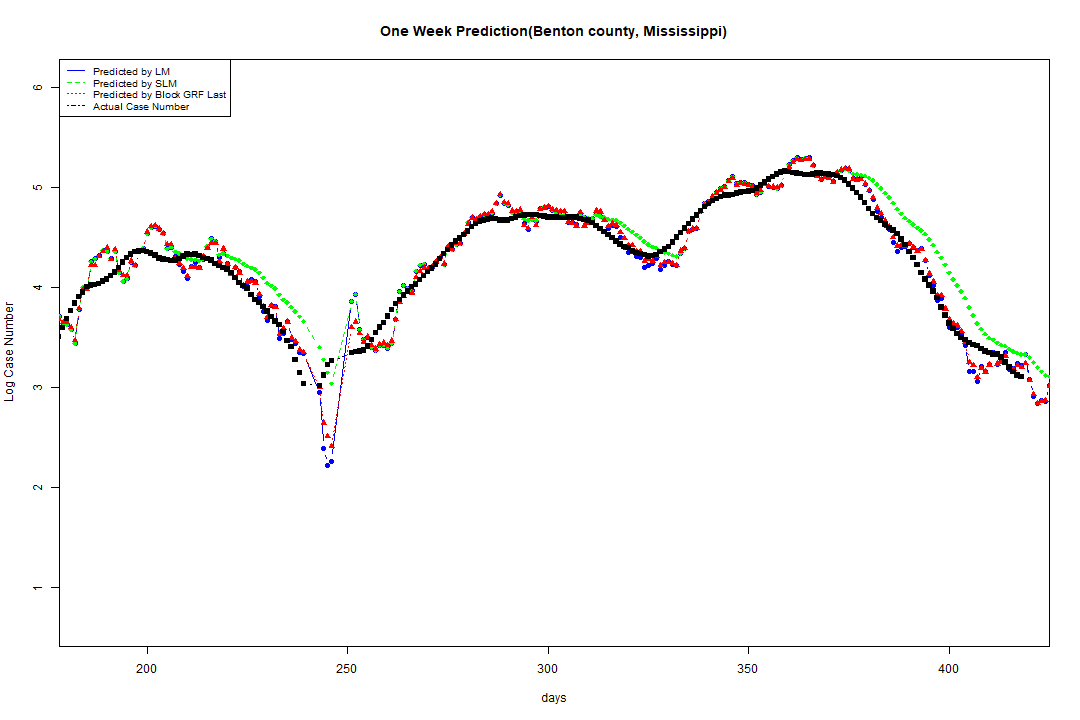 One Week Prediction(Benton county, Mississippi)
Predicted by LM
Predicted by SLM
Predicted by Block GRF Last
Actual Case Number
6
5
4
3
2
1
Log Case Number
200 250 300 350 400
days